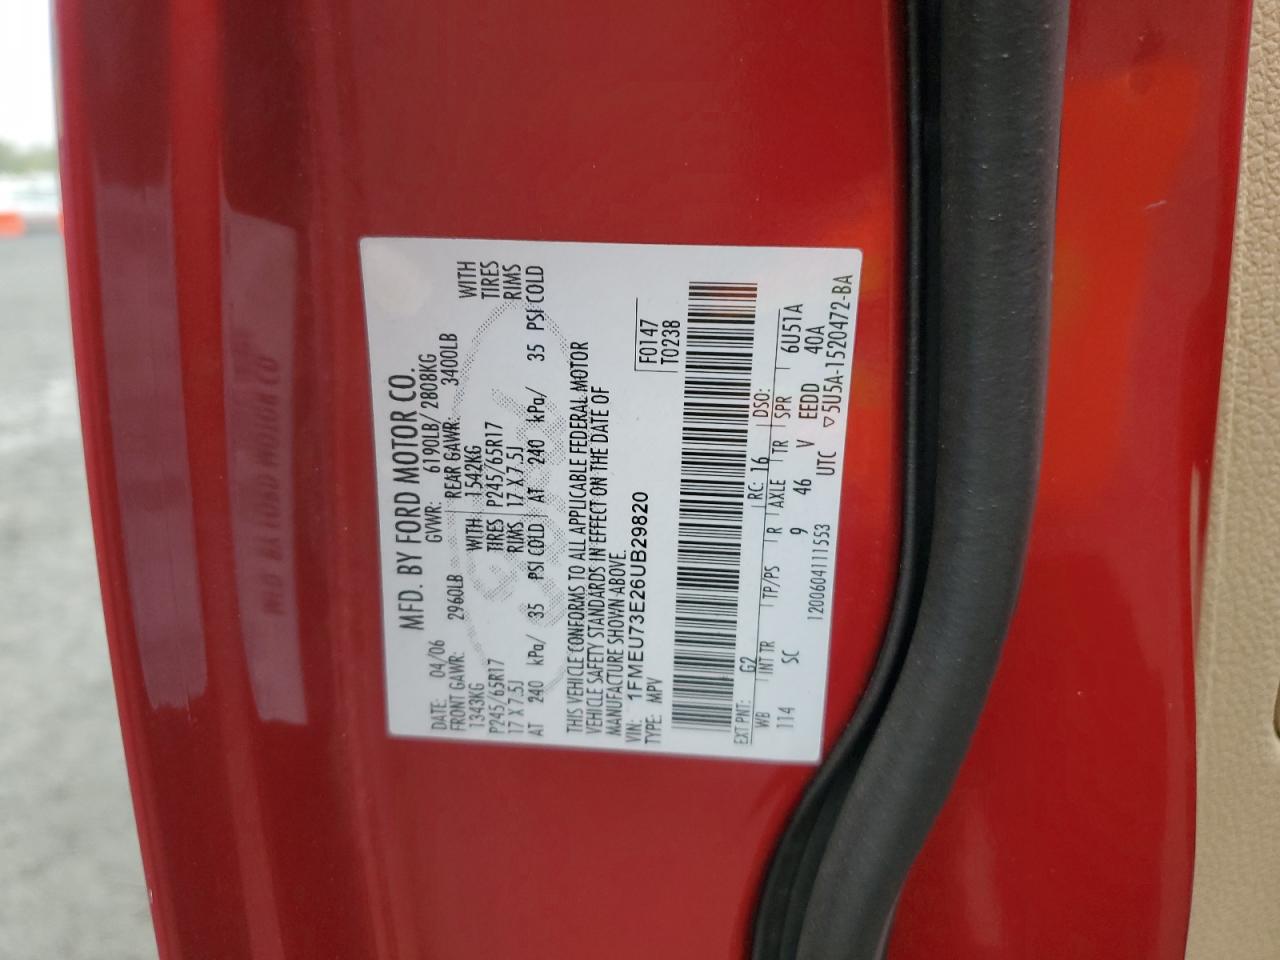 MFD. BY FORD MOTOR CO.
DATE: 04/06 GVWR: 6190LB/ 2808KG
FRONT GAWR: 2960LB REAR GAWR: 3400LB
1343KG WITH 1542KG WITH
P245/65R17 TIRES P245/65R17 TIRES
17 X 7.5J RIMS 17 X 7.5J RIMS
AT 240 kPa/ 35 PSI COLD AT 240 kPa/ 35 PSI COLD
THIS VEHICLE CONFORMS TO ALL APPLICABLE FEDERAL MOTOR
VEHICLE SAFETY STANDARDS IN EFFECT ON THE DATE OF
MANUFACTURE SHOWN ABOVE.
VIN: 1FMEU73E26UB29820 F0147
TYPE: MPV T0238
EXT PNT: G2 RC: 16 DSO:
WB INT TR TP/PS R AXLE TR SPR 6U51A
114 SC 9 46 V EEDD 40A
1200604111553 UTC ▽5U5A-1520472-BA